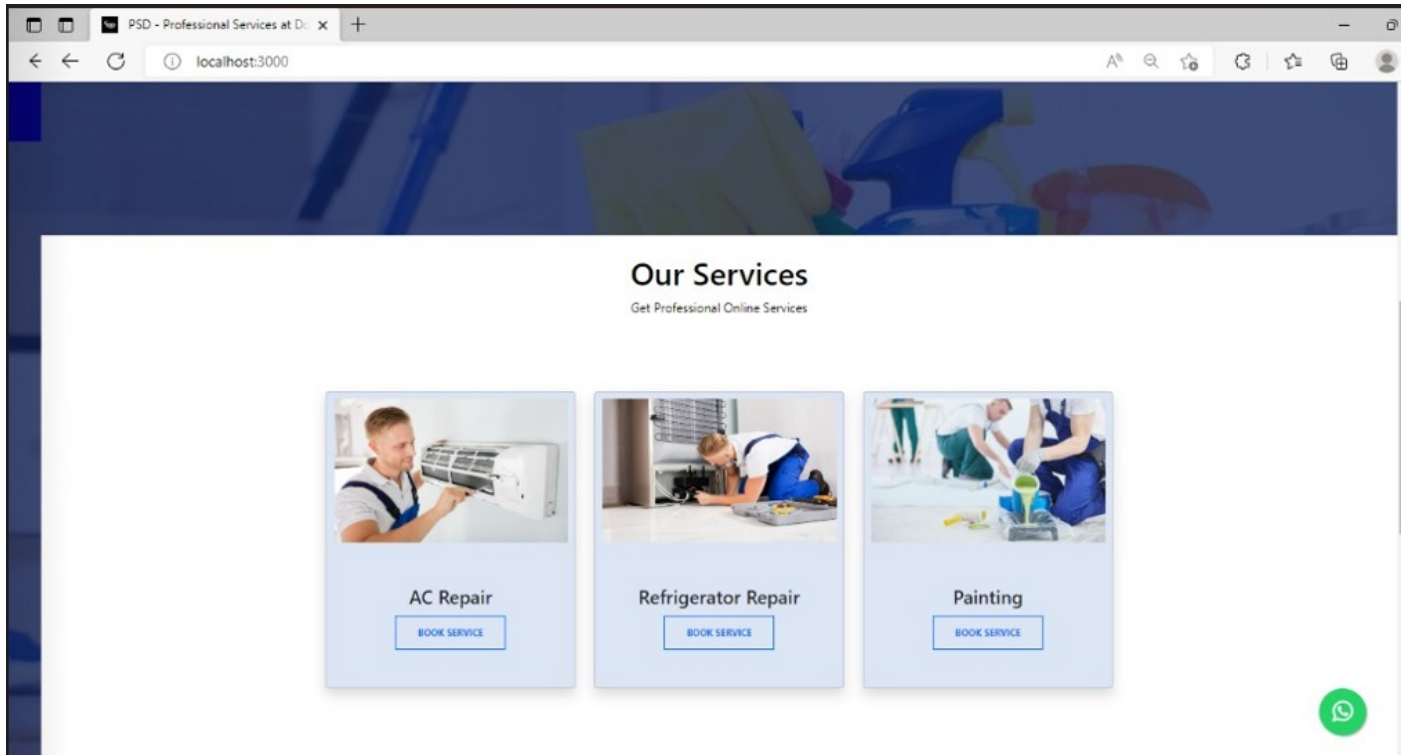 PSD - Professional Services at Do
localhost:3000
Our Services
Get Professional Online Services
AC Repair
Refrigerator Repair
Painting
BOOK SERVICE
BOOK SERVICE
BOOK SERVICE